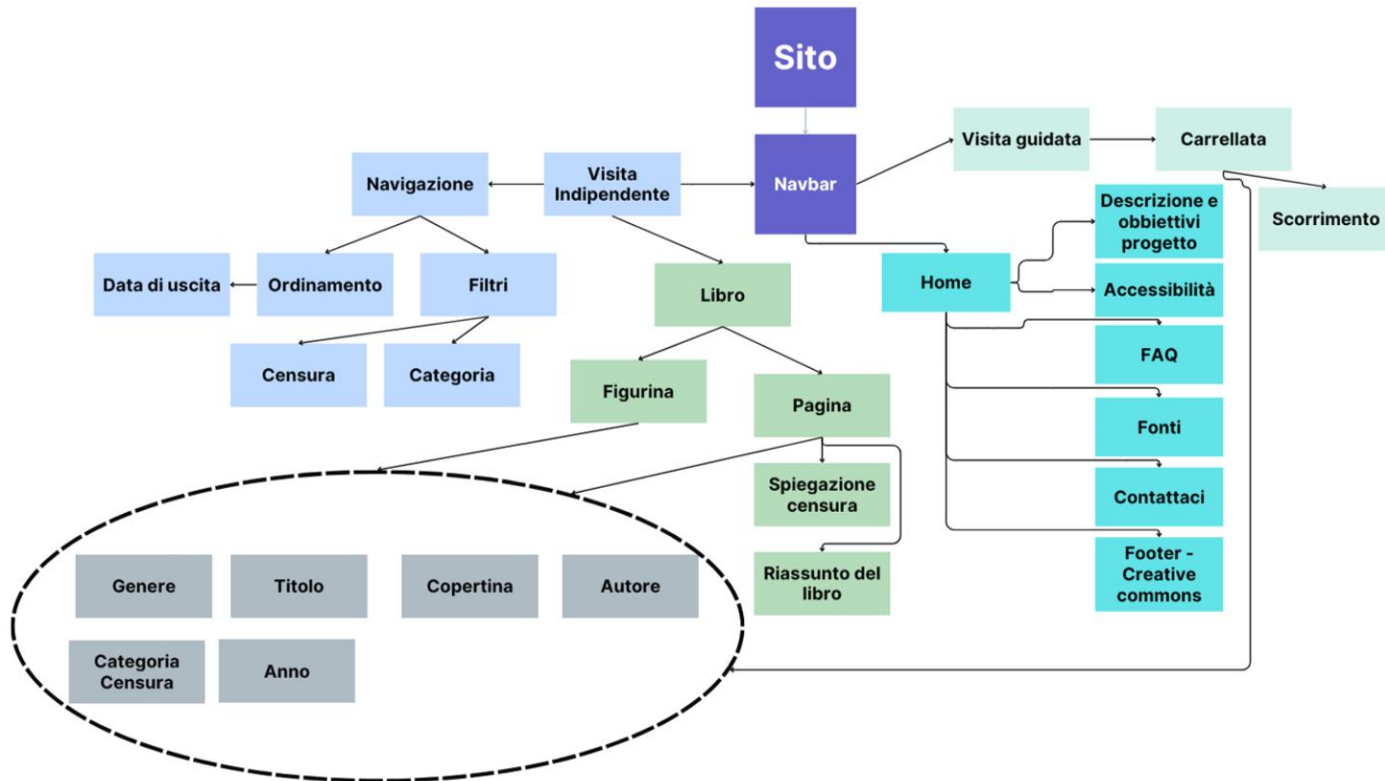 Sito
Visita guidata
Carrellata
Navigazione
Visita
Indipendente
Navbar
Descrizione e
obbiettivi
progetto
Scorrimento
Data di uscita
Ordinamento
Filtri
Libro
Home
Accessibilità
Censura
Categoria
FAQ
Figurina
Pagina
Fonti
Spiegazione
censura
Contattaci
Genere
Titolo
Copertina
Autore
Riassunto del
libro
Footer -
Creative
commons
Categoria
Censura
Anno